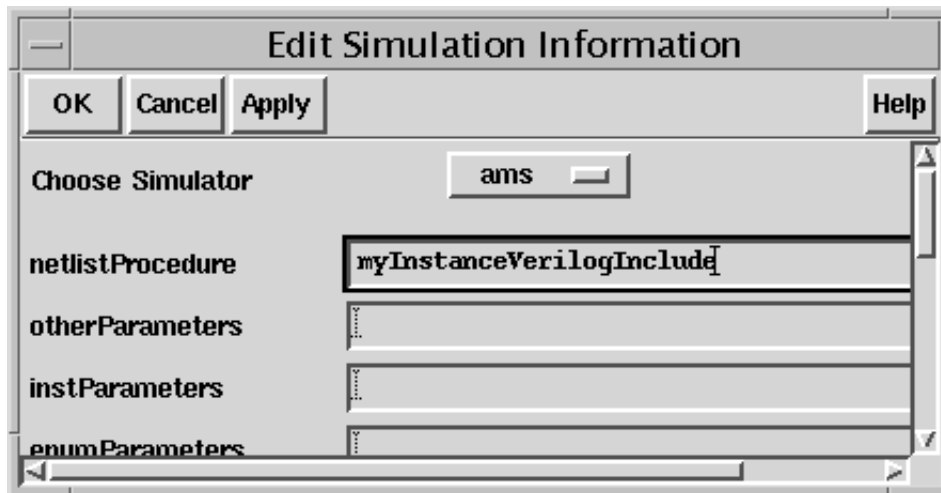 Edit Simulation Information
OK Cancel Apply Help
Choose Simulator ams
netlistProcedure myInstanceVerilogInclude
otherParameters
instParameters
enumParameters